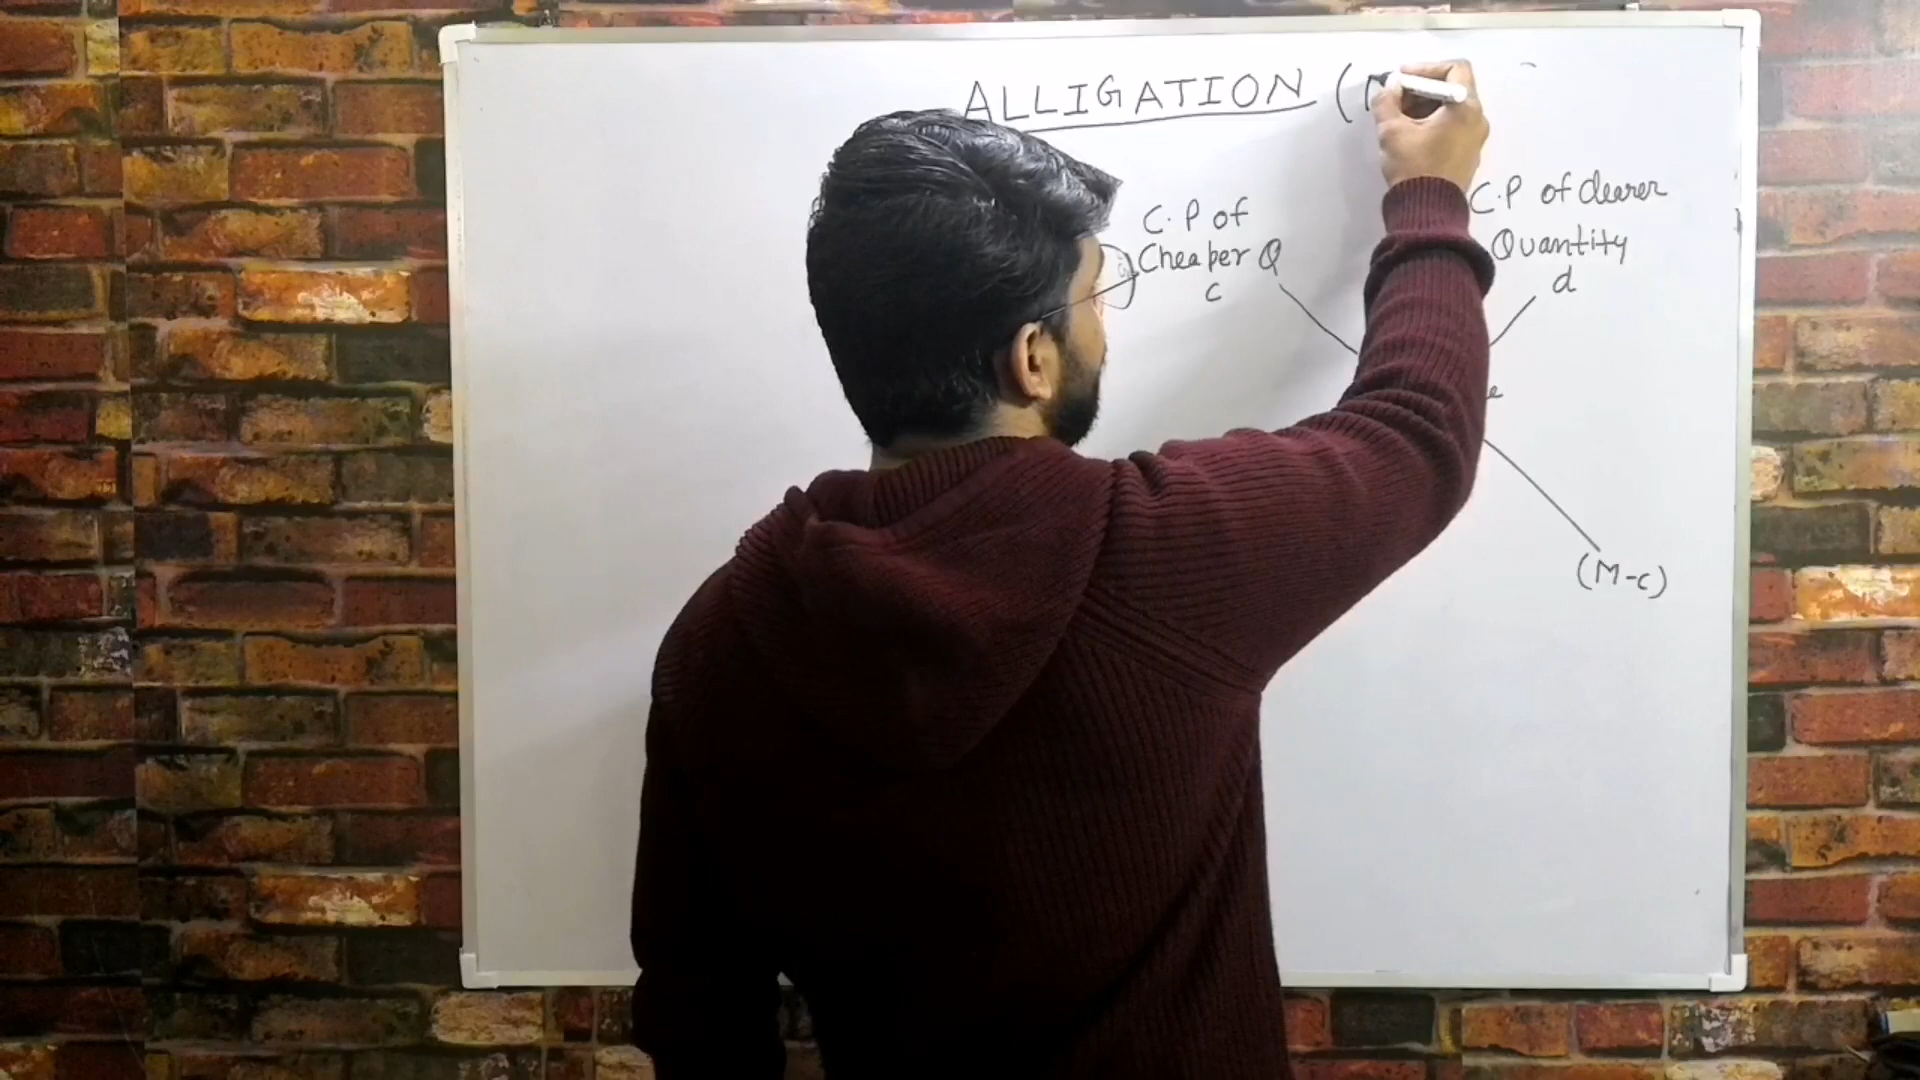 ALLIGATION (
C.P of
Cheaper Q
c
C.P of dearer
Quantity
d
(M-c)